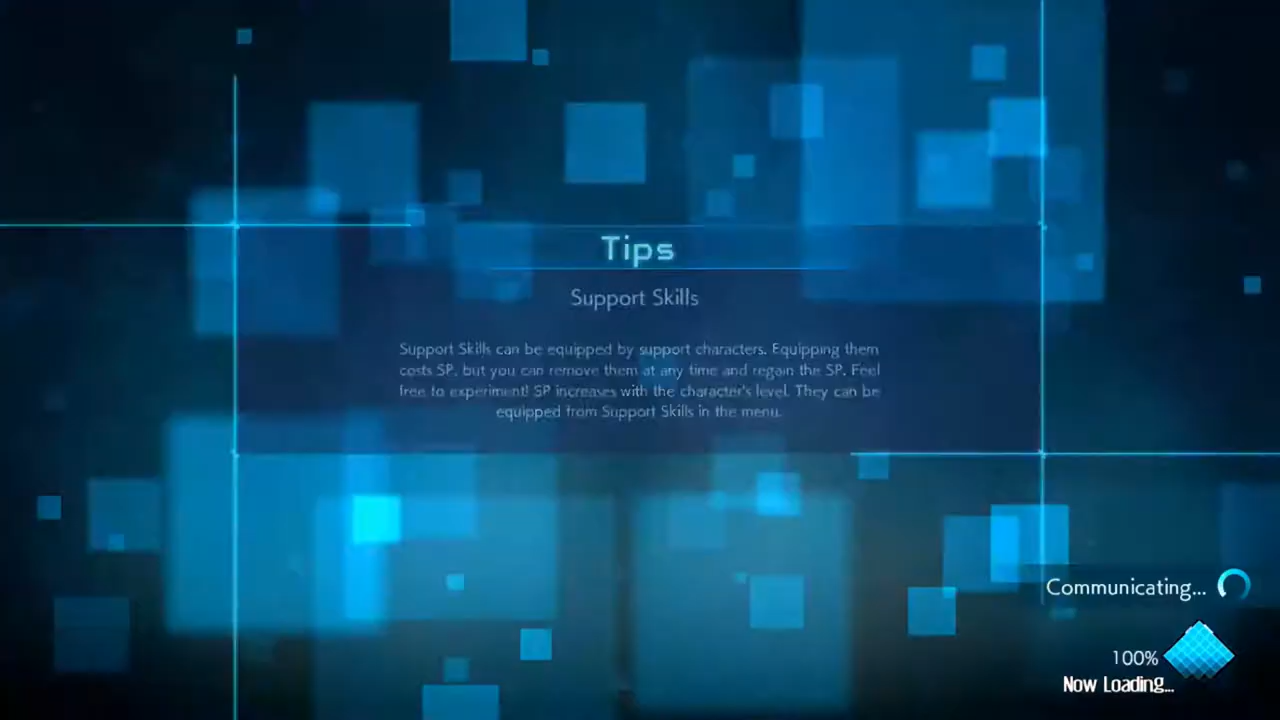 Tips
Support Skills
Support Skills can be equipped by support characters. Equipping them
costs SP, but you can remove them at any time and regain the SP. Feel
free to experiment! SP increases with the character's level. They can be
equipped from Support Skills in the menu.
Communicating...
100%
Now Loading...